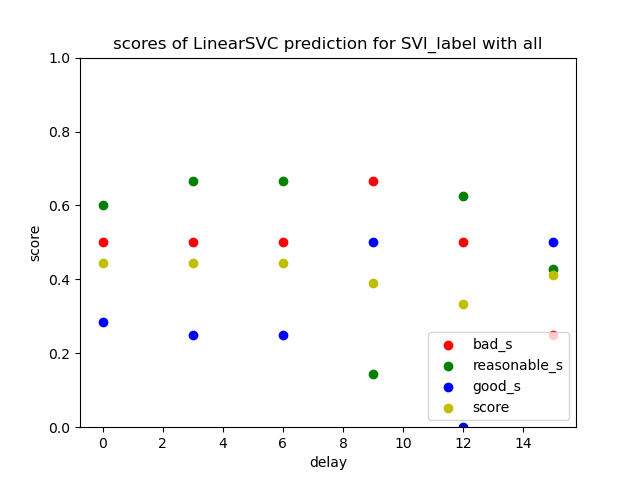 scores of LinearSVC prediction for SVI_label with all
1.0
0.8
0.6
0.4
0.2
0.0
score
0 2 4 6 8 10 12 14
delay
bad_s
reasonable_s
good_s
score